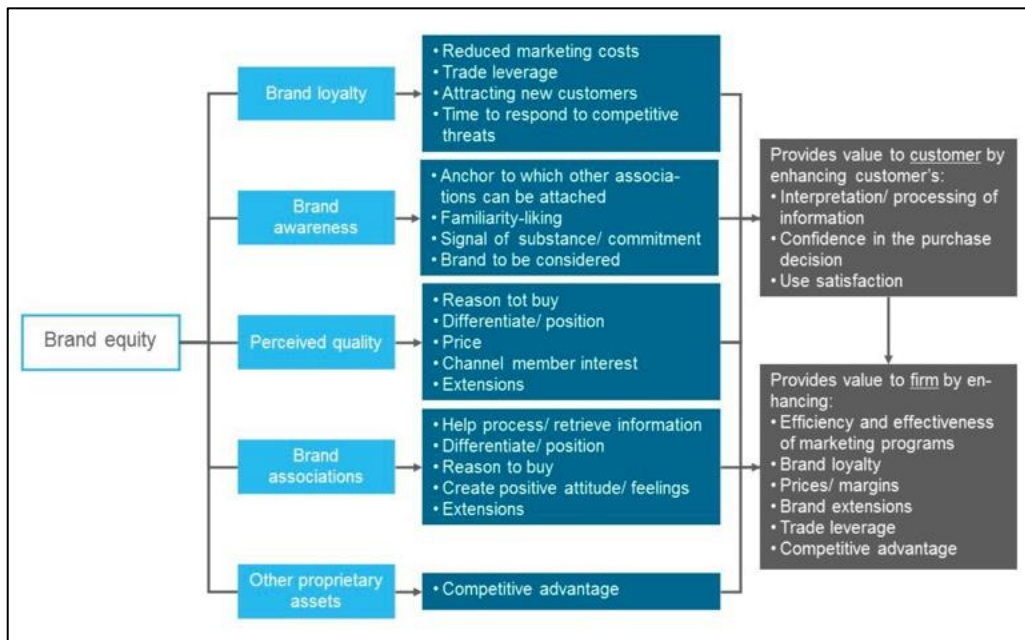 Brand equity
Brand loyalty
• Reduced marketing costs
• Trade leverage
• Attracting new customers
• Time to respond to competitive
threats
Brand
awareness
• Anchor to which other associa-
tions can be attached
• Familiarity-liking
• Signal of substance/ commitment
• Brand to be considered
Perceived quality
• Reason tot buy
• Differentiate/ position
• Price
• Channel member interest
• Extensions
Brand
associations
• Help process/ retrieve information
• Differentiate/ position
• Reason to buy
• Create positive attitude/ feelings
• Extensions
Other proprietary
assets
• Competitive advantage
Provides value to customer by
enhancing customer's:
• Interpretation/ processing of
information
• Confidence in the purchase
decision
• Use satisfaction
Provides value to firm by en-
hancing:
• Efficiency and effectiveness
of marketing programs
• Brand loyalty
• Prices/ margins
• Brand extensions
• Trade leverage
• Competitive advantage